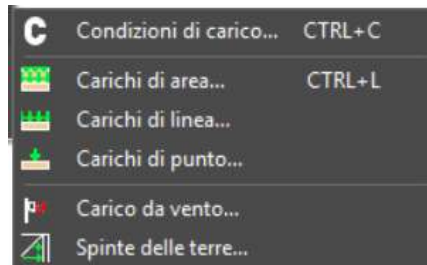 C Condizioni di carico... CTRL+C
Carichi di area... CTRL+L
Carichi di linea...
Carichi di punto...
Carico da vento...
Spinte delle terre...